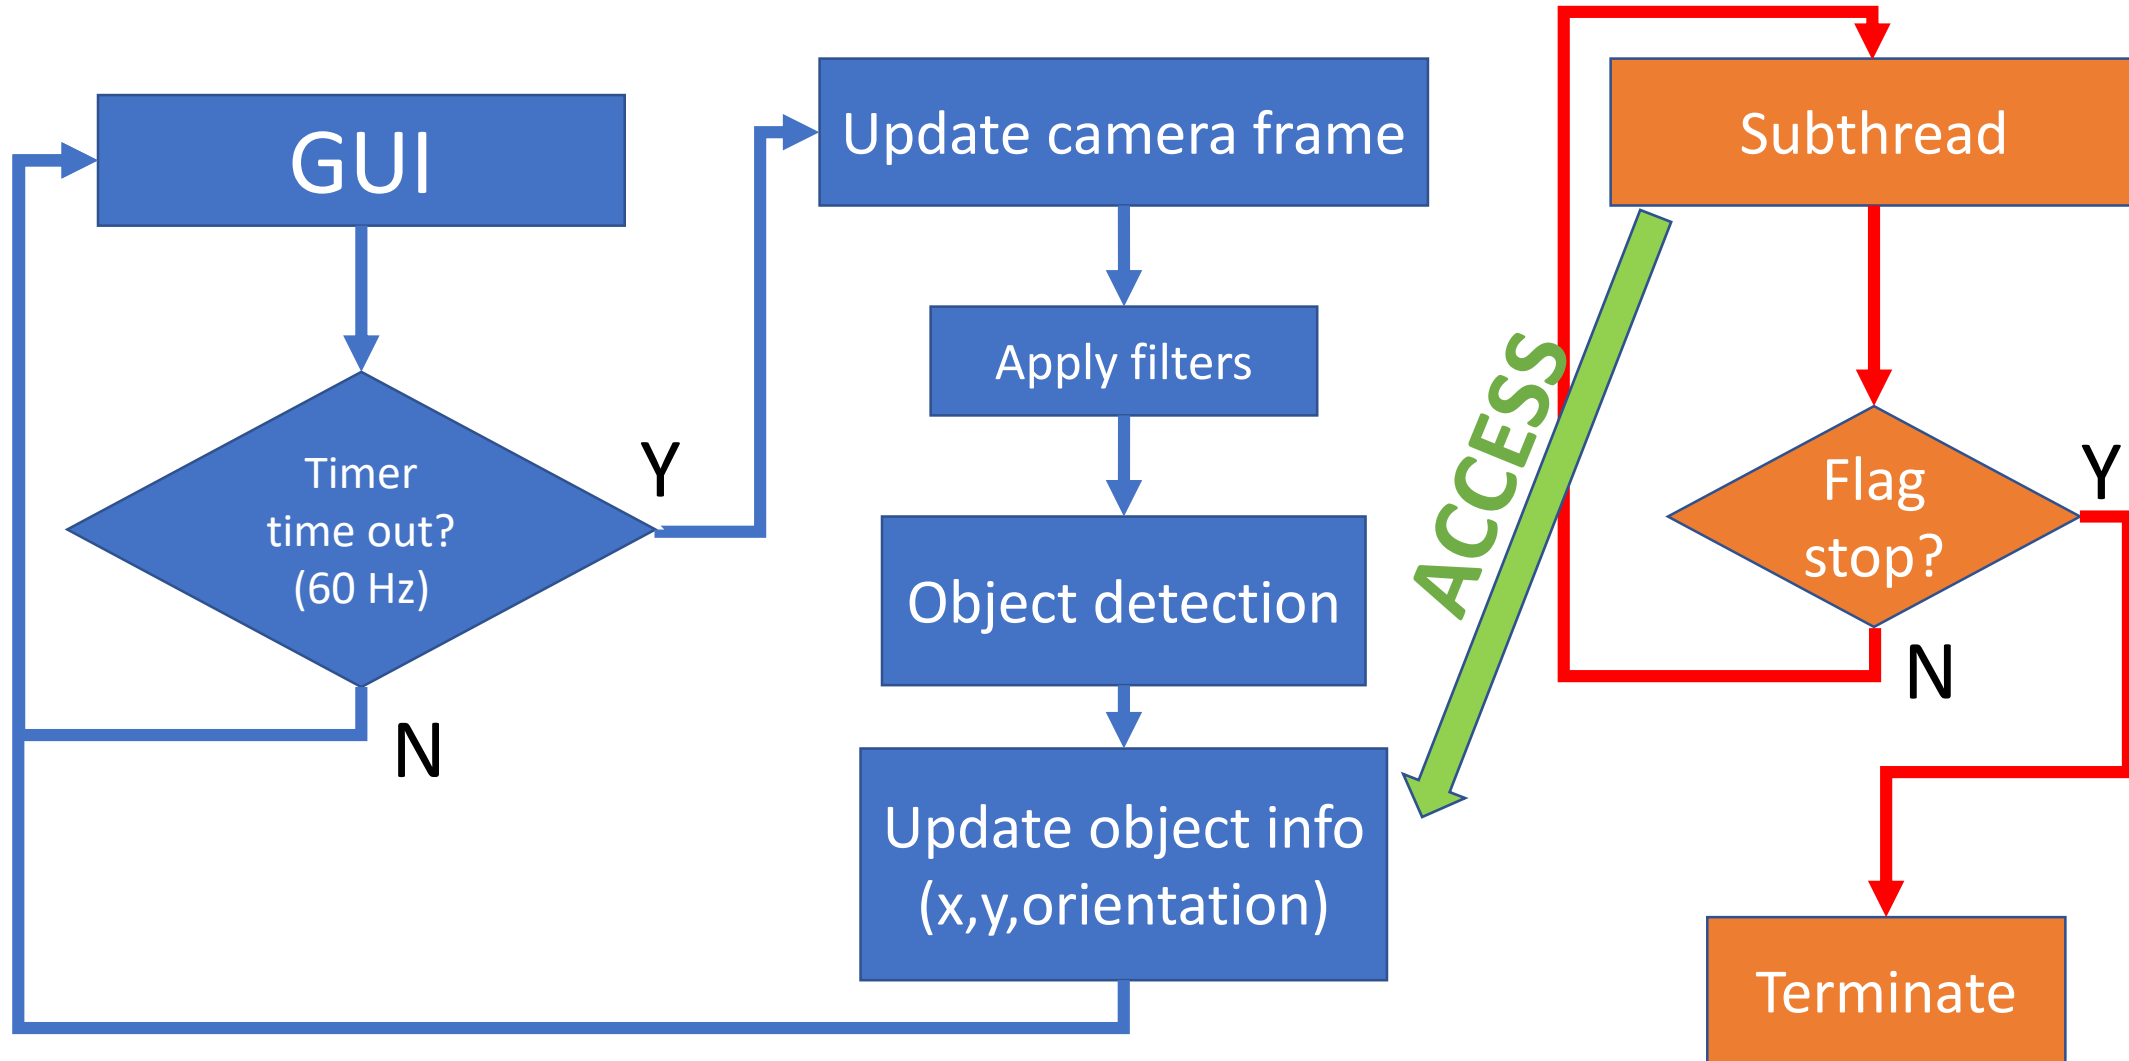 GUI
Timer
time out?
(60 Hz)
Y
N
Update camera frame
Apply filters
Object detection
Update object info
(x,y,orientation)
ACCESS
Subthread
Flag
stop?
Y
N
Terminate